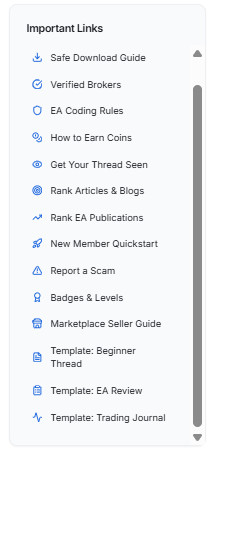 Important Links
Safe Download Guide
Verified Brokers
EA Coding Rules
How to Earn Coins
Get Your Thread Seen
Rank Articles & Blogs
Rank EA Publications
New Member Quickstart
Report a Scam
Badges & Levels
Marketplace Seller Guide
Template: Beginner
Thread
Template: EA Review
Template: Trading Journal